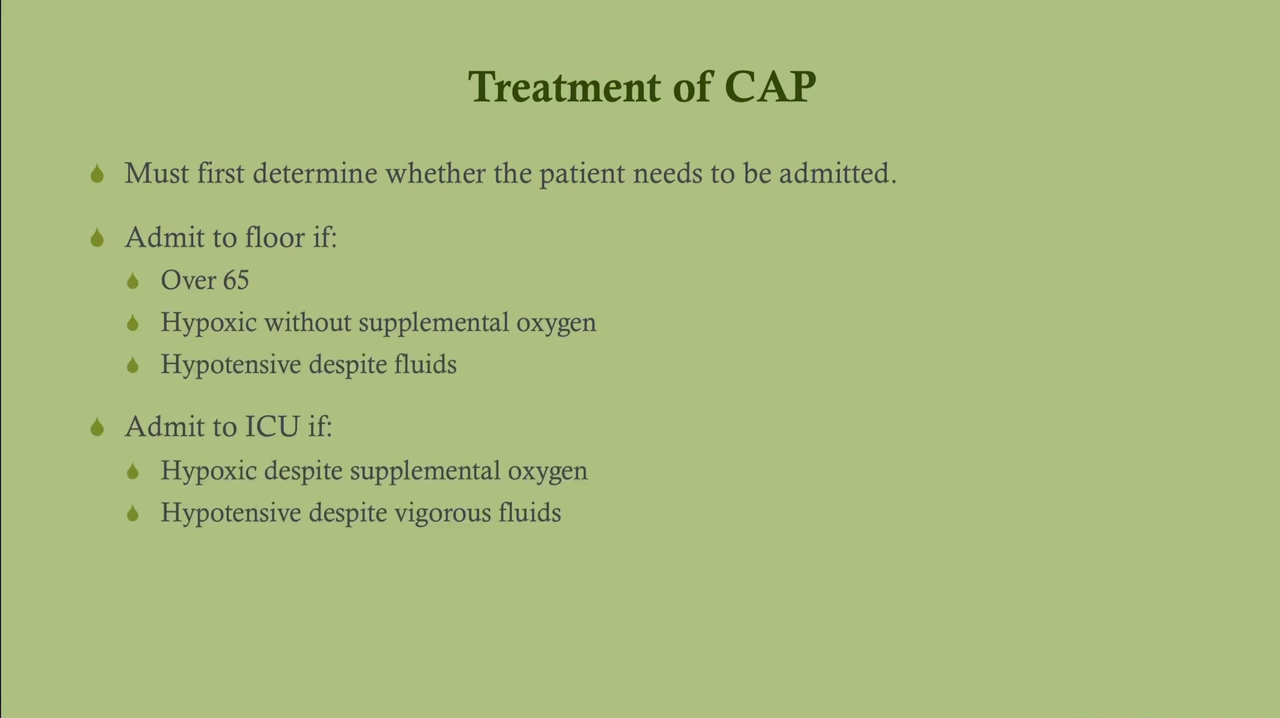 Treatment of CAP
Must first determine whether the patient needs to be admitted.
Admit to floor if:
Over 65
Hypoxic without supplemental oxygen
Hypotensive despite fluids
Admit to ICU if:
Hypoxic despite supplemental oxygen
Hypotensive despite vigorous fluids